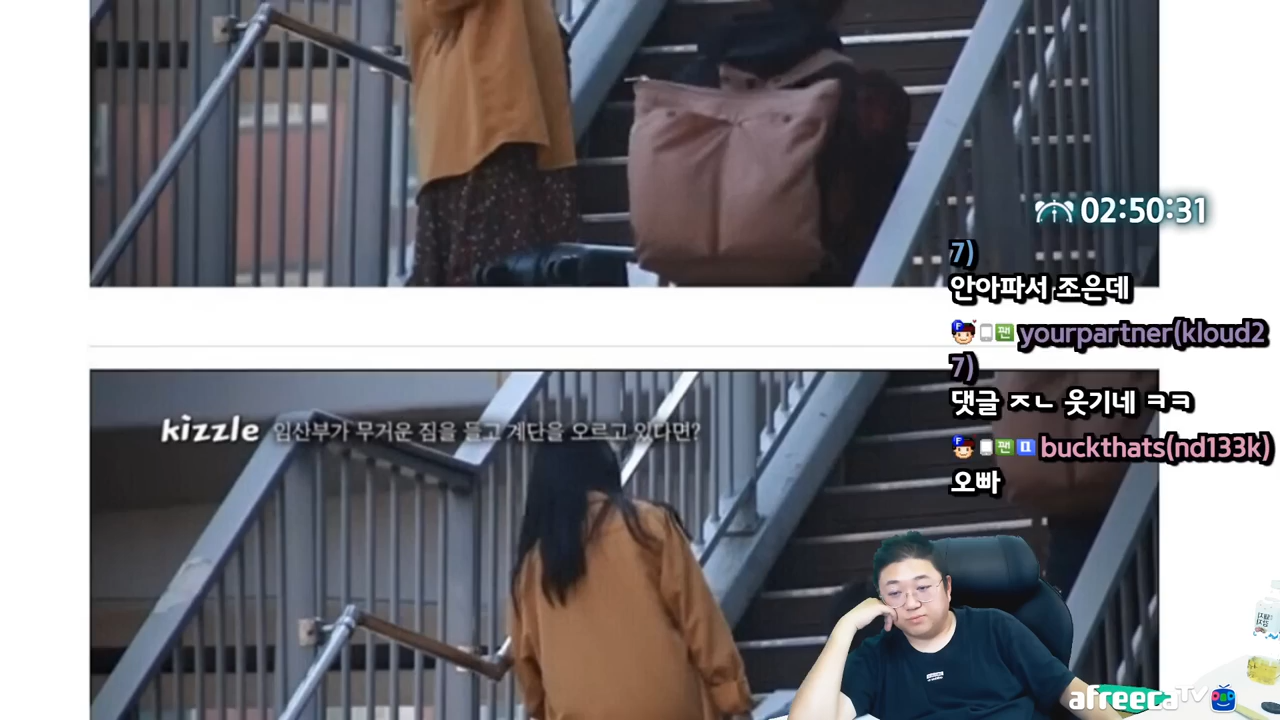 02:50:31
7)
안아파서 조은데
F 팬 yourpartner(kloud2
7)
댓글 ㅈㄴ 웃기네 ㅋㅋ
kizzle 임산부가 무거운 짐을 들고 계단을 오르고 있다면?
F 팬 n buckthats(nd133k)
오빠
afreecaTV